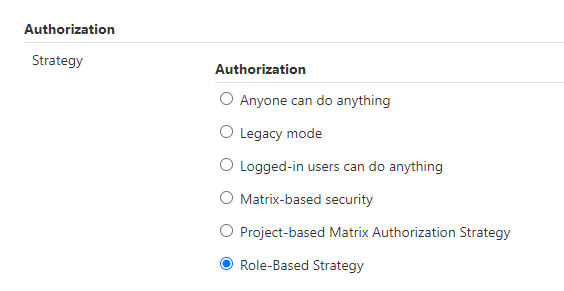 Authorization
Strategy
Authorization
Anyone can do anything
Legacy mode
Logged-in users can do anything
Matrix-based security
Project-based Matrix Authorization Strategy
Role-Based Strategy